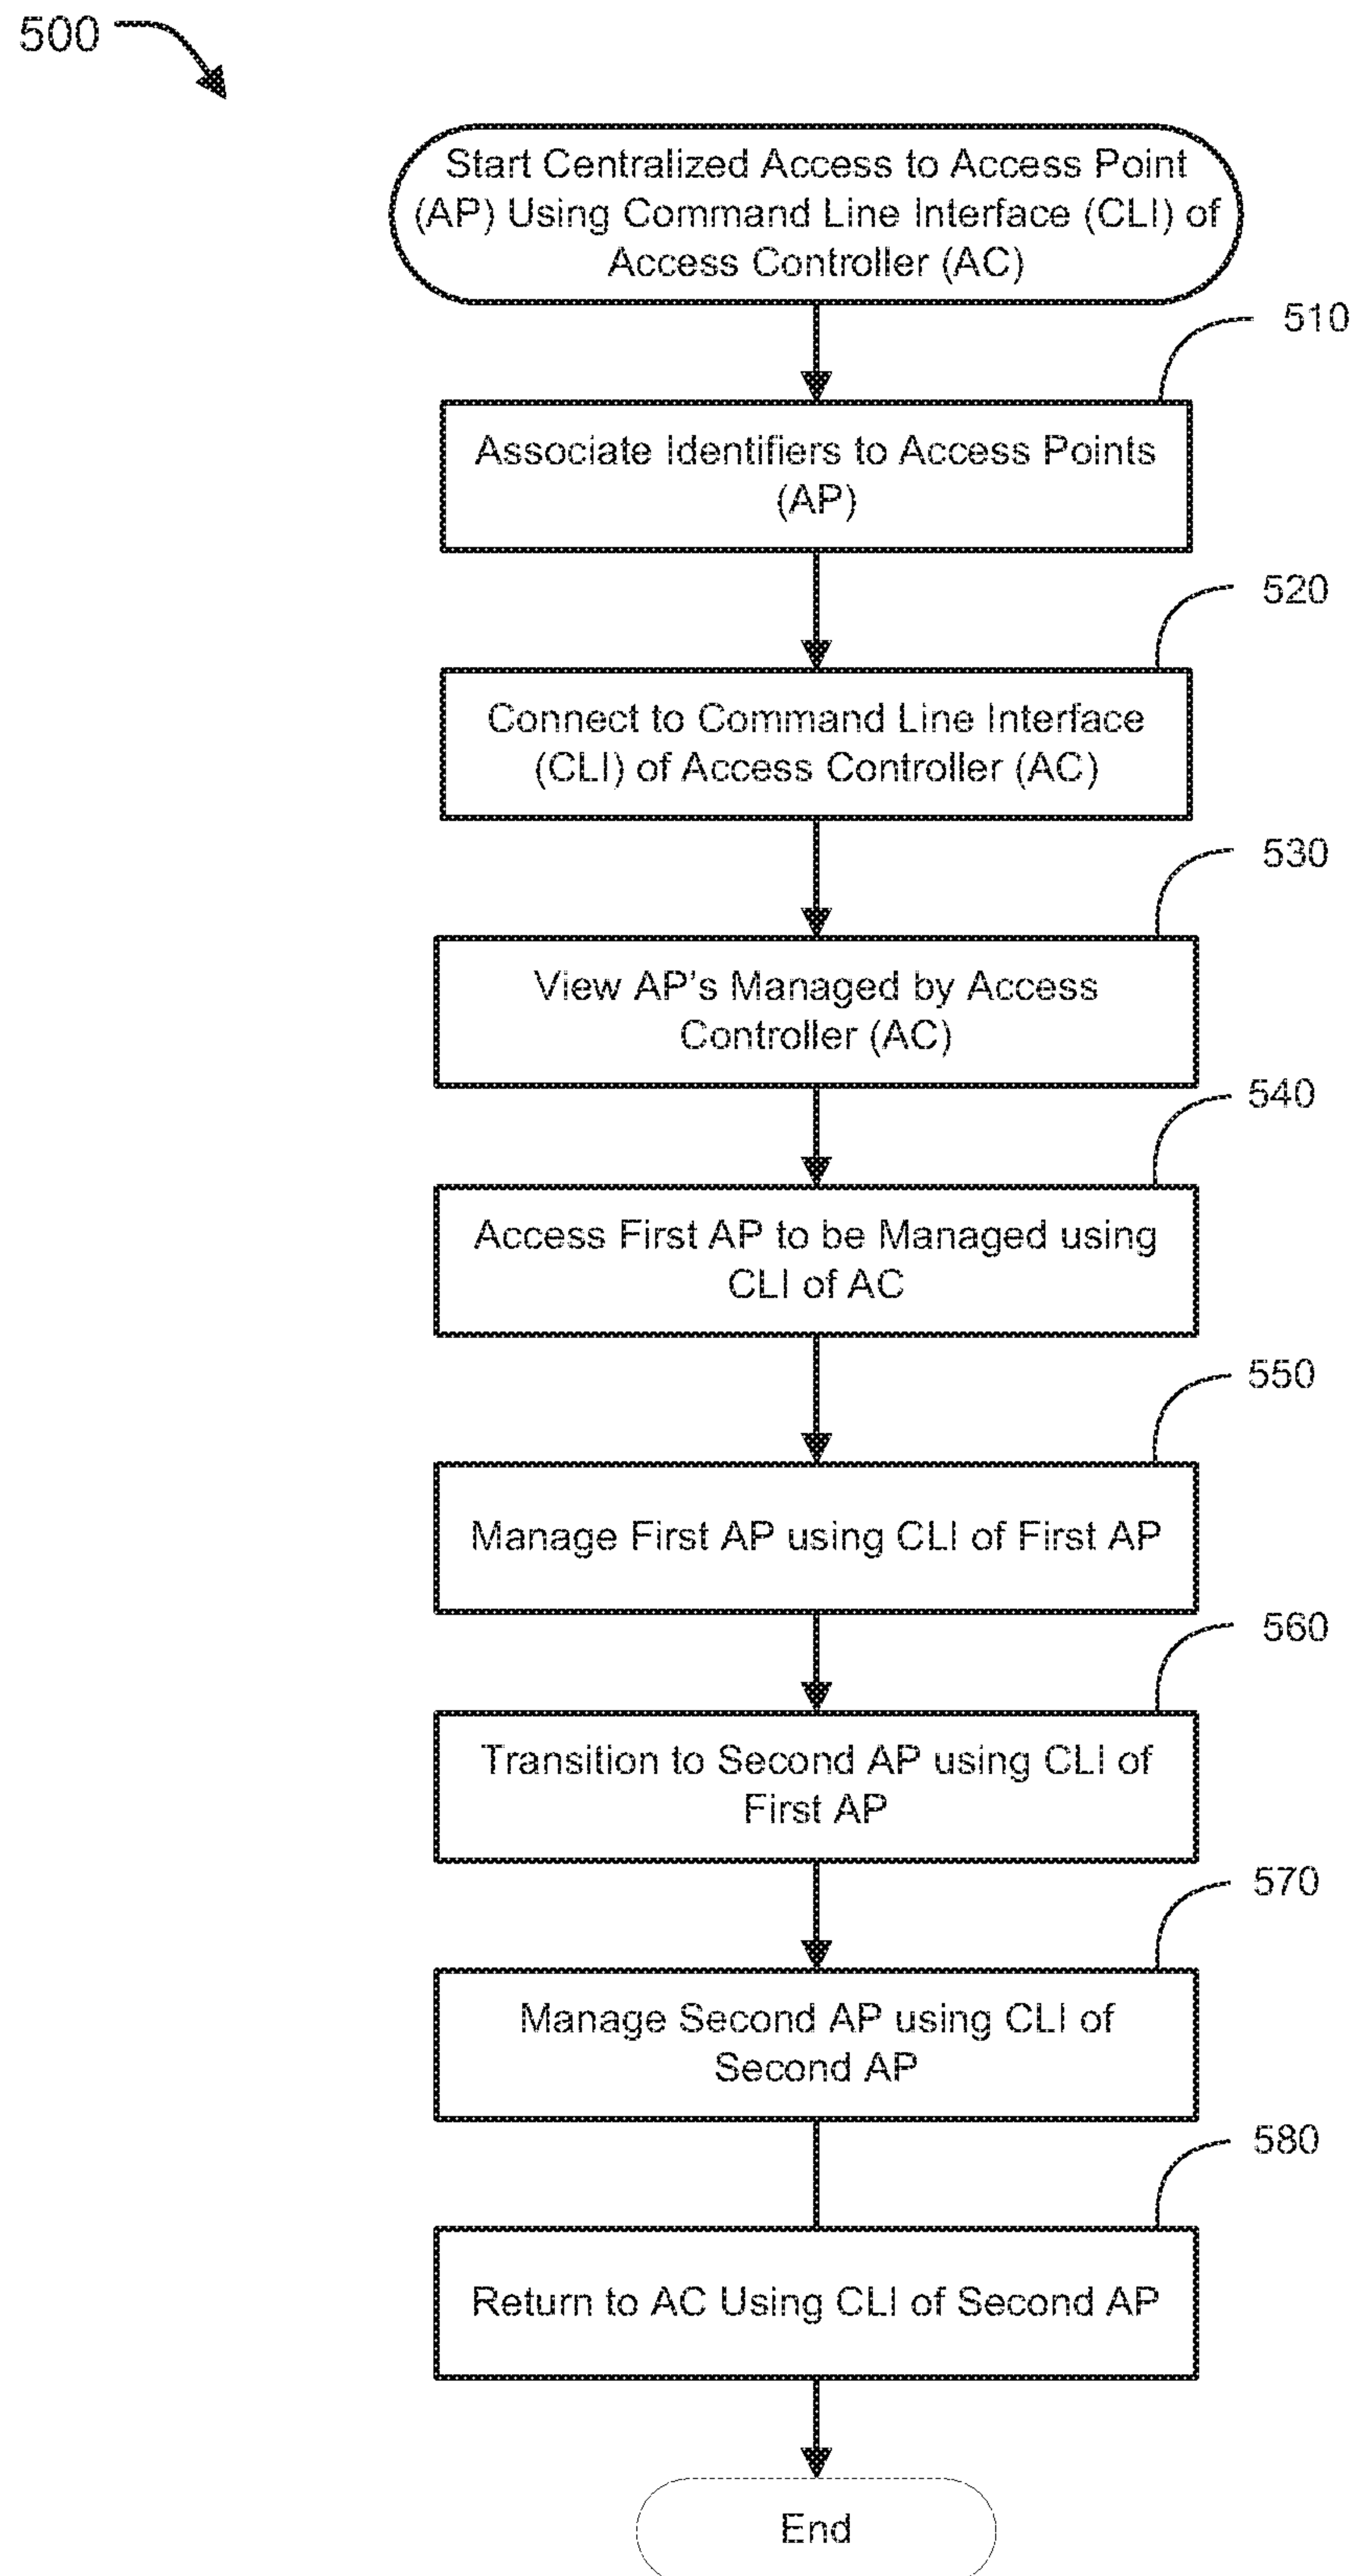 500
Start Centralized Access to Access Point
(AP) Using Command Line Interface (CLI) of
Access Controller (AC)
510
Associate Identifiers to Access Points
(AP)
520
Connect to Command Line Interface
(CLI) of Access Controller (AC)
530
View AP's Managed by Access
Controller (AC)
540
Access First AP to be Managed using
CLI of AC
550
Manage First AP using CLI of First AP
560
Transition to Second AP using CLI of
First AP
570
Manage Second AP using CLI of
Second AP
580
Return to AC Using CLI of Second AP
End